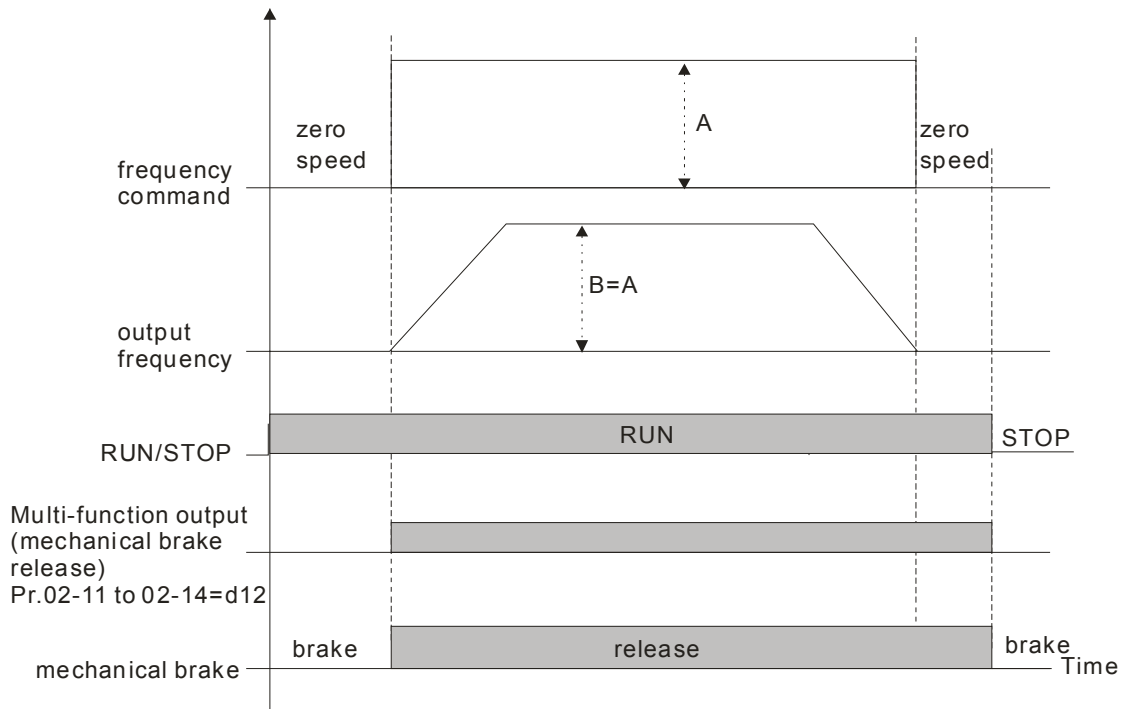 zero
speed
A
zero
speed
frequency
command
B=A
output
frequency
RUN
STOP
RUN/STOP
Multi-function output
(mechanical brake
release)
Pr.02-11 to 02-14=d12
brake
release
brake
mechanical brake
Time